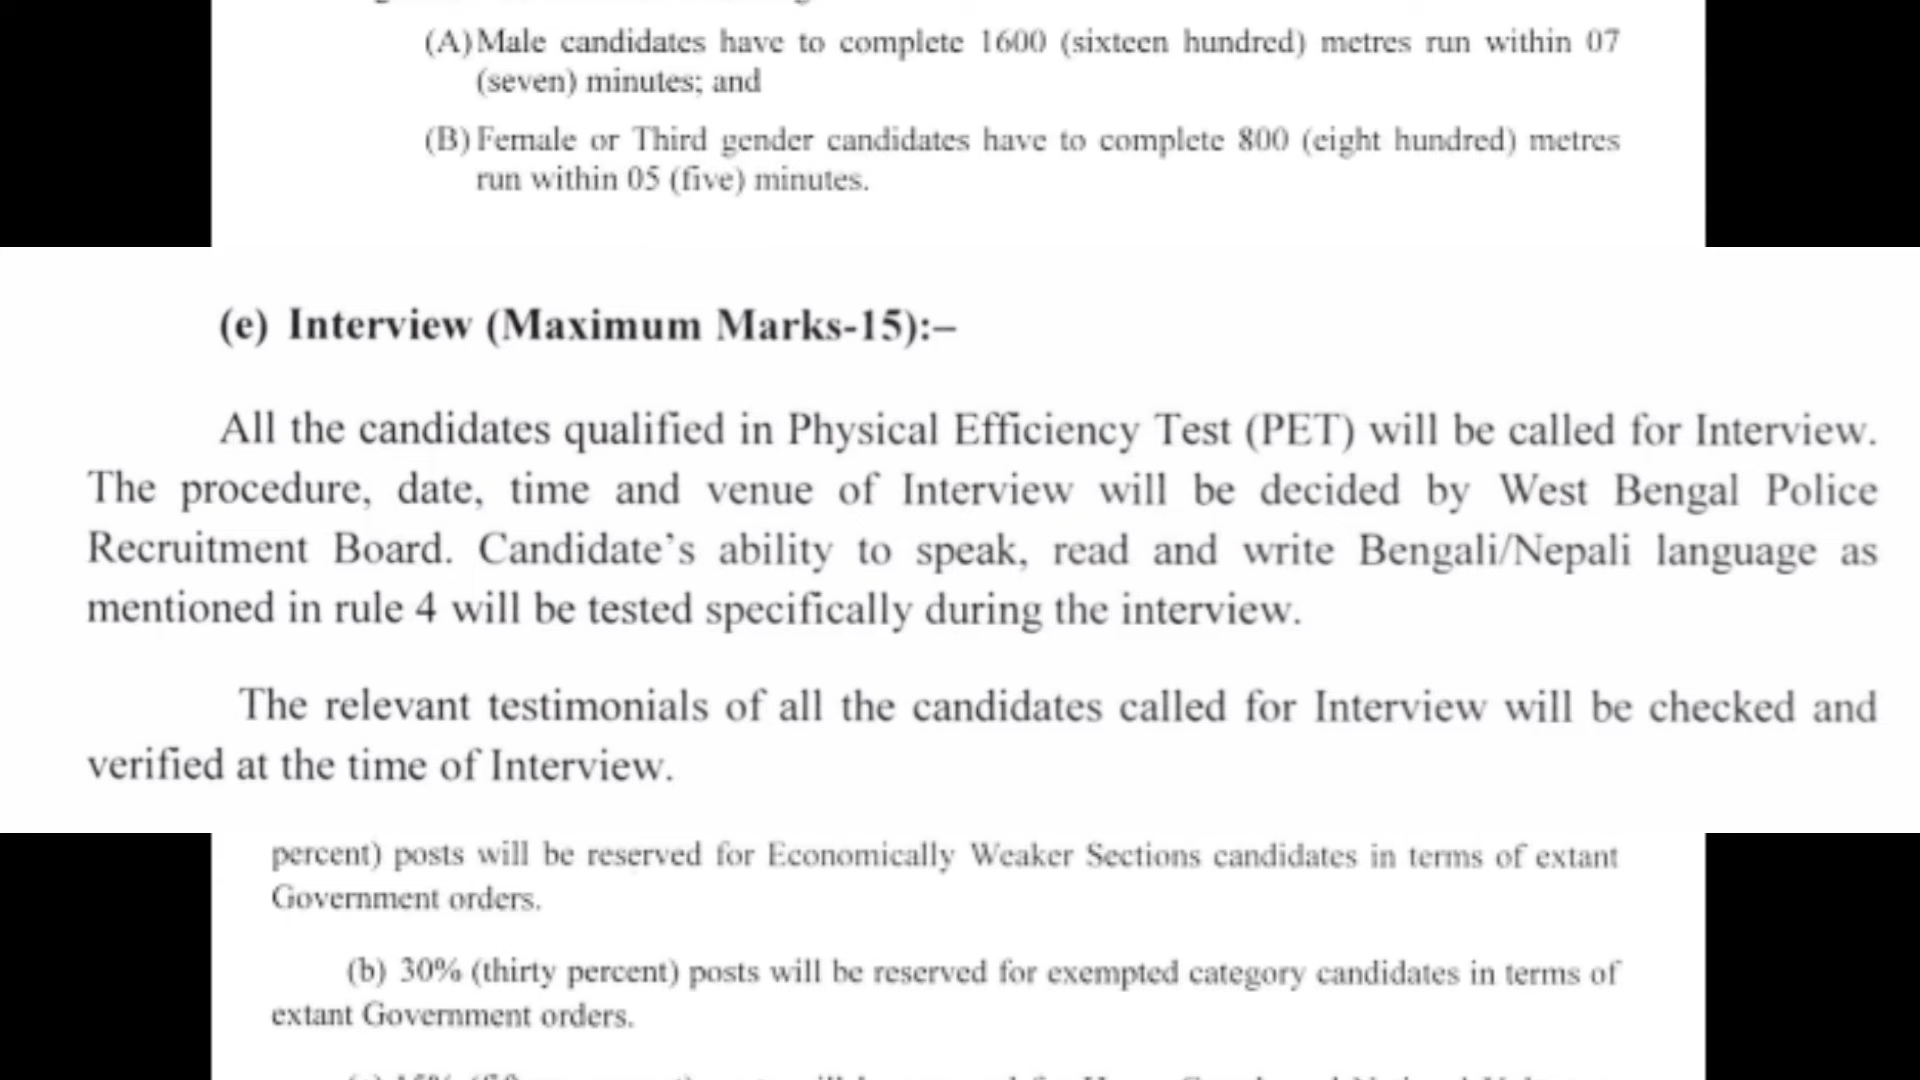 (A) Male candidates have to complete 1600 (sixteen hundred) metres run within 07
(seven) minutes; and
(B) Female or Third gender candidates have to complete 800 (eight hundred) metres
run within 05 (five) minutes.
(e) Interview (Maximum Marks-15):–
All the candidates qualified in Physical Efficiency Test (PET) will be called for Interview.
The procedure, date, time and venue of Interview will be decided by West Bengal Police
Recruitment Board. Candidate's ability to speak, read and write Bengali/Nepali language as
mentioned in rule 4 will be tested specifically during the interview.
The relevant testimonials of all the candidates called for Interview will be checked and
verified at the time of Interview.
percent) posts will be reserved for Economically Weaker Sections candidates in terms of extant
Government orders.
(b) 30% (thirty percent) posts will be reserved for exempted category candidates in terms of
extant Government orders.